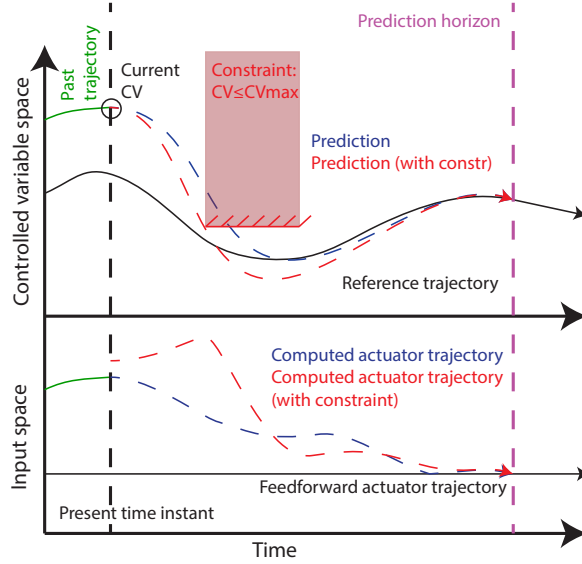 Prediction horizon
Past
trajectory
Current
CV
Constraint:
CV≤CVmax
Prediction
Prediction (with constr)
Controlled variable space
Reference trajectory
Computed actuator trajectory
Computed actuator trajectory
(with constraint)
Input space
Feedforward actuator trajectory
Present time instant
Time